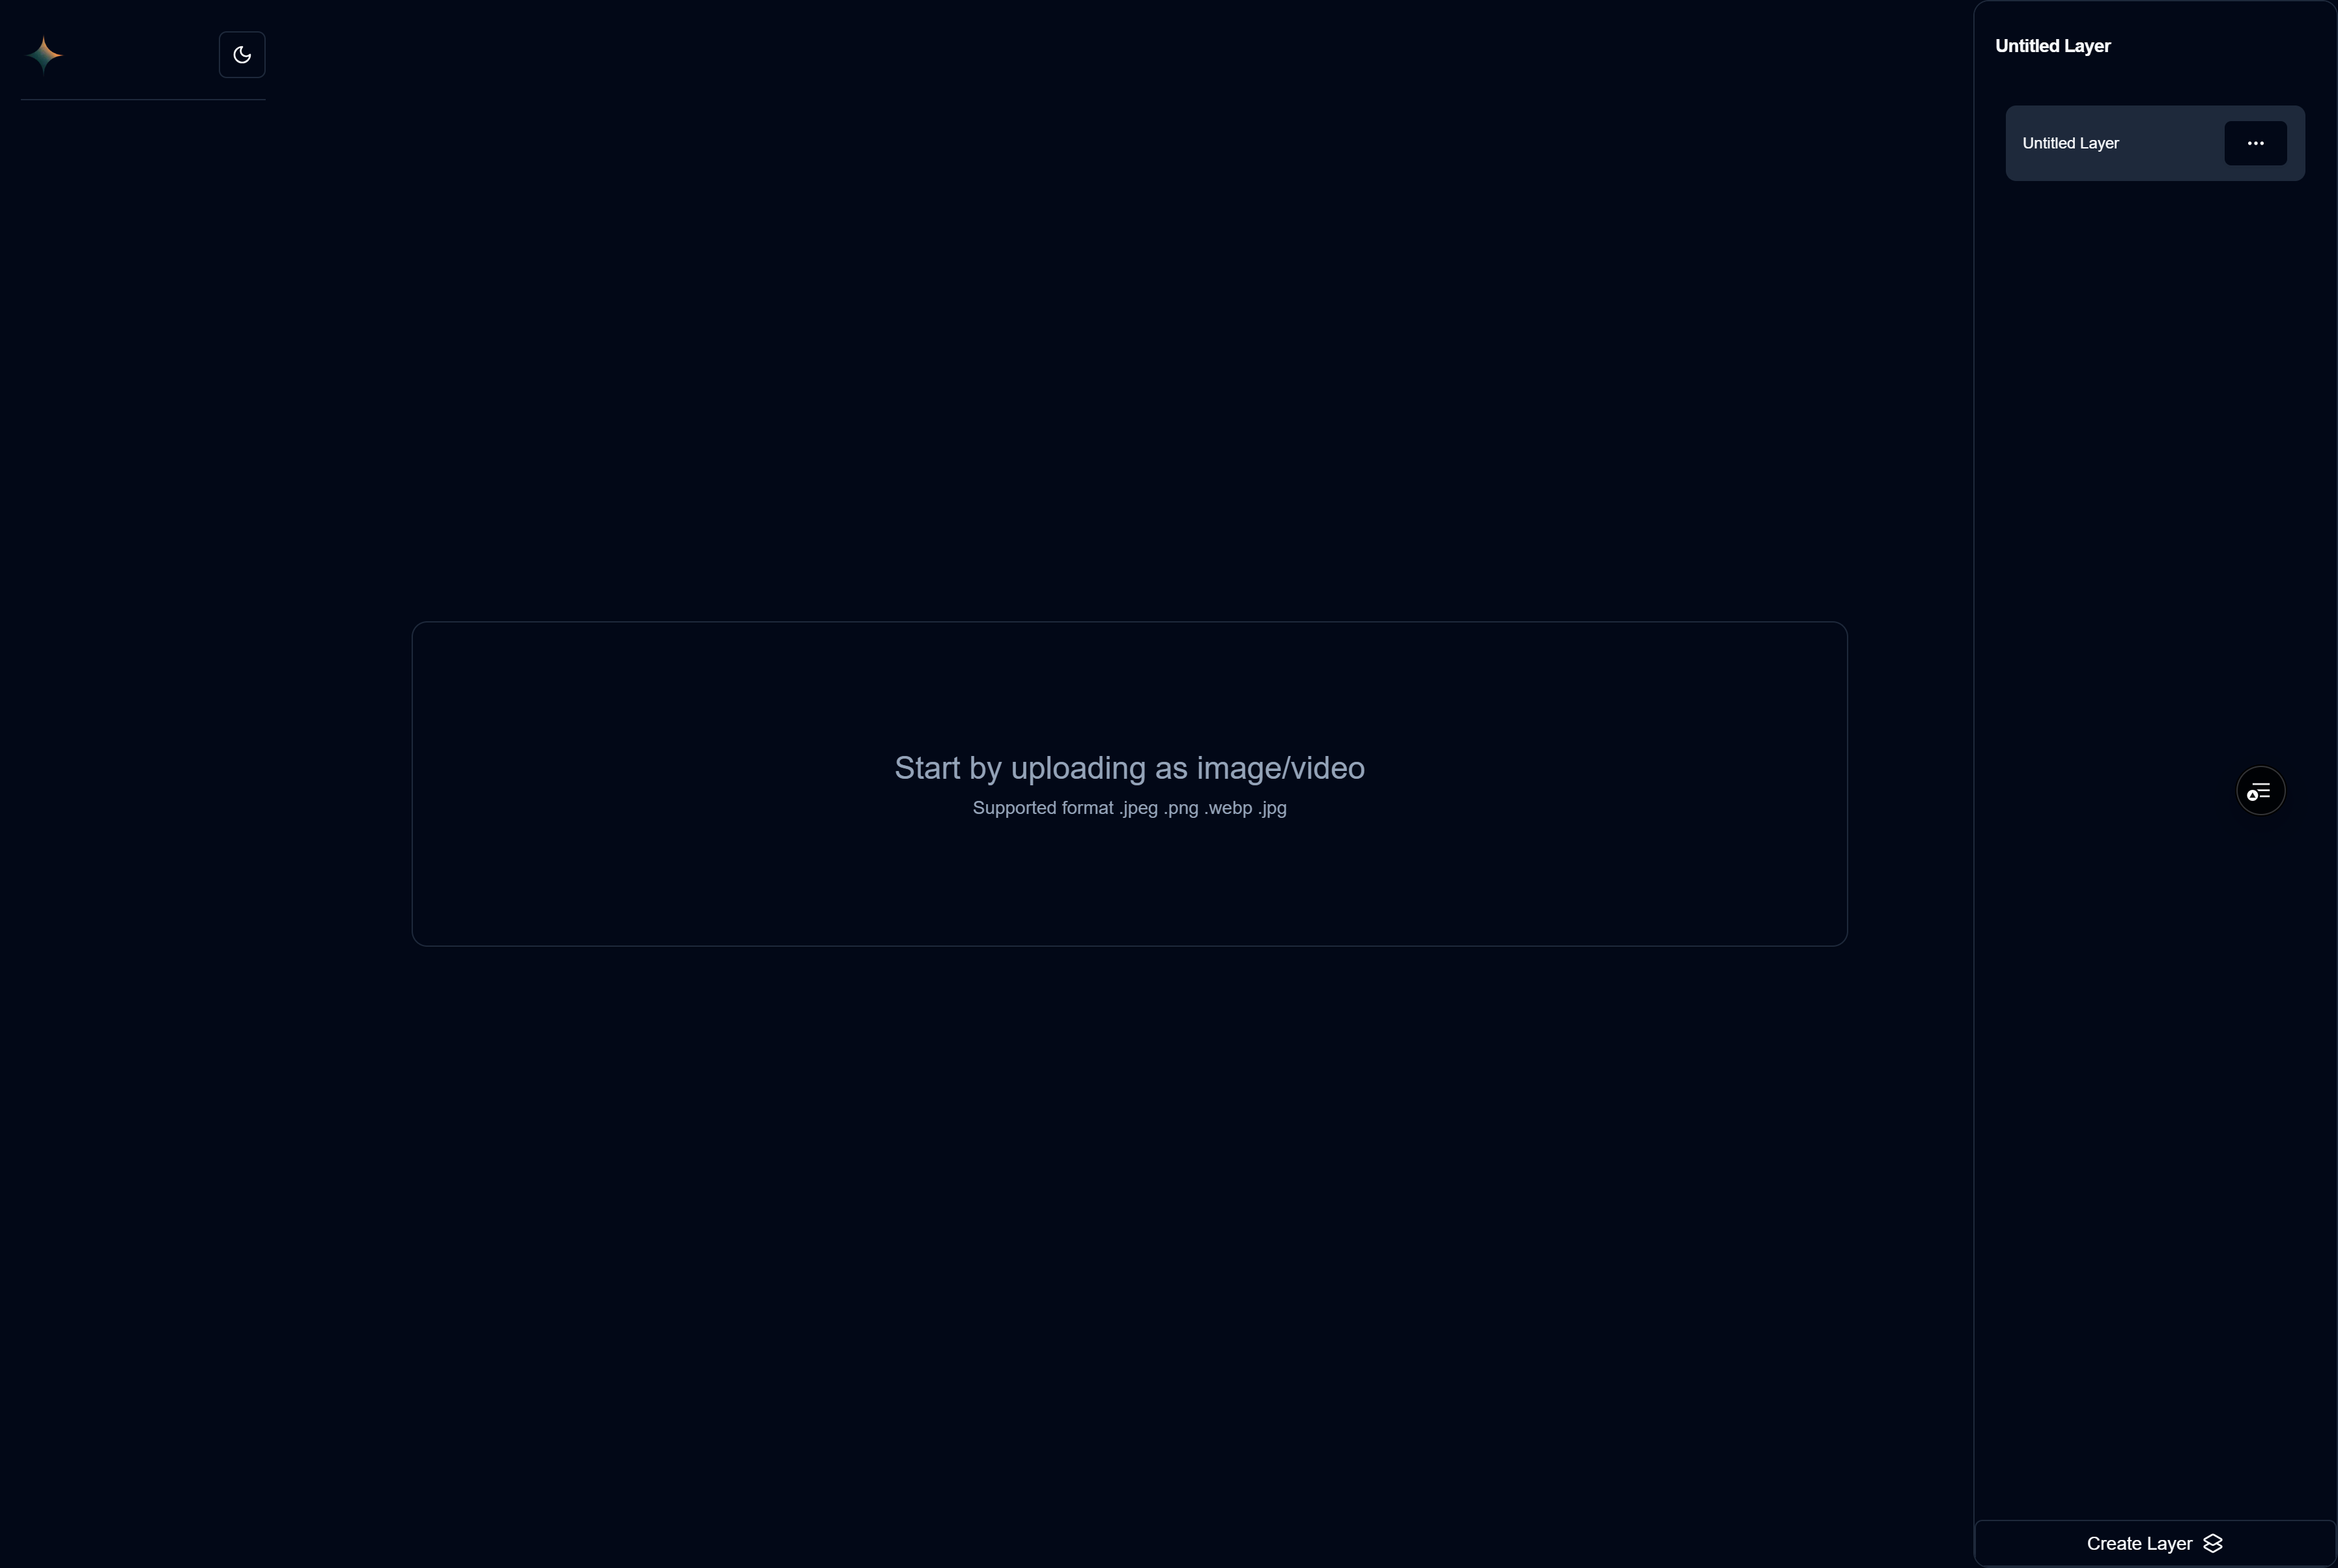 Untitled Layer
Untitled Layer
Start by uploading as image/video
Supported format .jpeg .png .webp .jpg
Create Layer